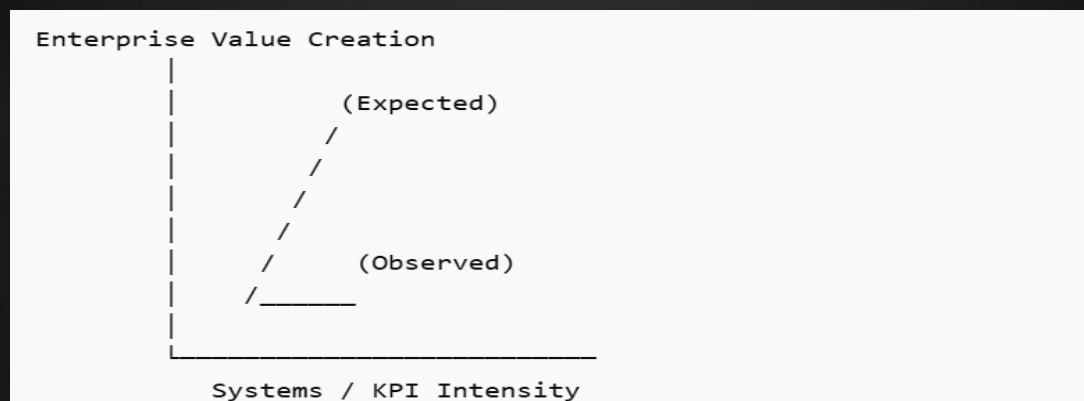 Enterprise Value Creation
(Expected)
(Observed)
Systems / KPI Intensity